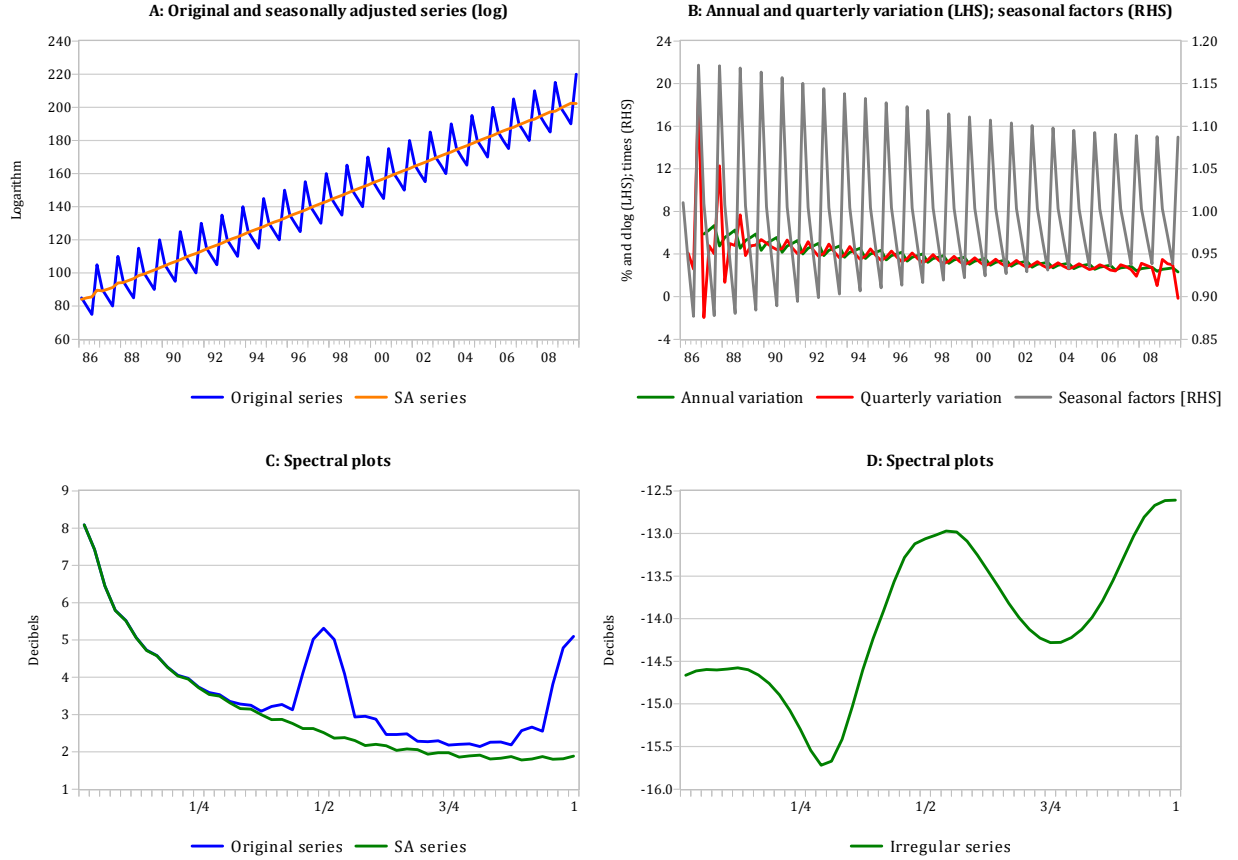 A: Original and seasonally adjusted series (log)
240
220
200
180
160
140
120
100
80
60
Logarithm
86 88 90 92 94 96 98 00 02 04 06 08
Original series SA series
B: Annual and quarterly variation (LHS); seasonal factors (RHS)
24
20
16
12
8
4
0
-4
% and dlog (LHS); times (RHS)
1.20
1.15
1.10
1.05
1.00
0.95
0.90
0.85
86 88 90 92 94 96 98 00 02 04 06 08
Annual variation Quarterly variation Seasonal factors [RHS]
C: Spectral plots
9
8
7
6
5
4
3
2
1
Decibels
1/4 1/2 3/4 1
Original series SA series
D: Spectral plots
-12.5
-13.0
-13.5
-14.0
-14.5
-15.0
-15.5
-16.0
Decibels
1/4 1/2 3/4 1
Irregular series